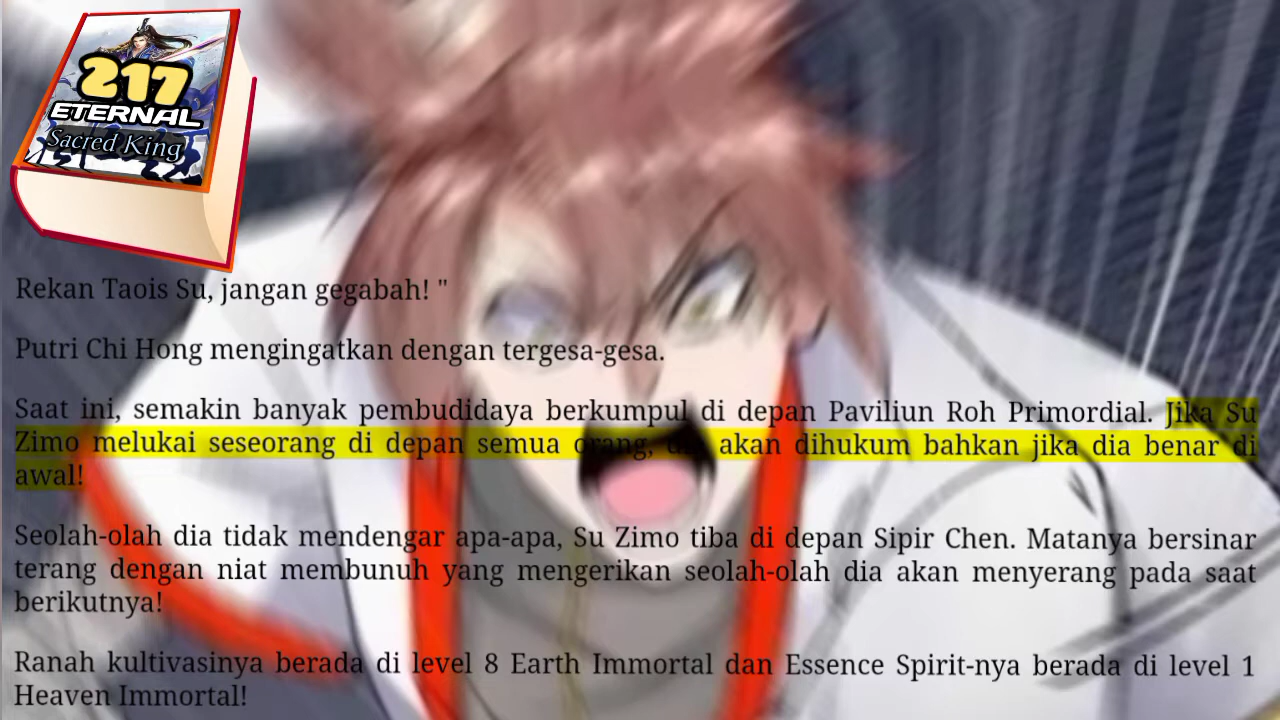 217
ETERNAL
Sacred King
Rekan Taois Su, jangan gegabah! "
Putri Chi Hong mengingatkan dengan tergesa-gesa.
Saat ini, semakin banyak pembudidaya berkumpul di depan Paviliun Roh Primordial. Jika Su
Zimo melukai seseorang di depan semua orang, dia akan dihukum bahkan jika dia benar di
awal!
Seolah-olah dia tidak mendengar apa-apa, Su Zimo tiba di depan Sipir Chen. Matanya bersinar
terang dengan niat membunuh yang mengerikan seolah-olah dia akan menyerang pada saat
berikutnya!
Ranah kultivasinya berada di level 8 Earth Immortal dan Essence Spirit-nya berada di level 1
Heaven Immortal!